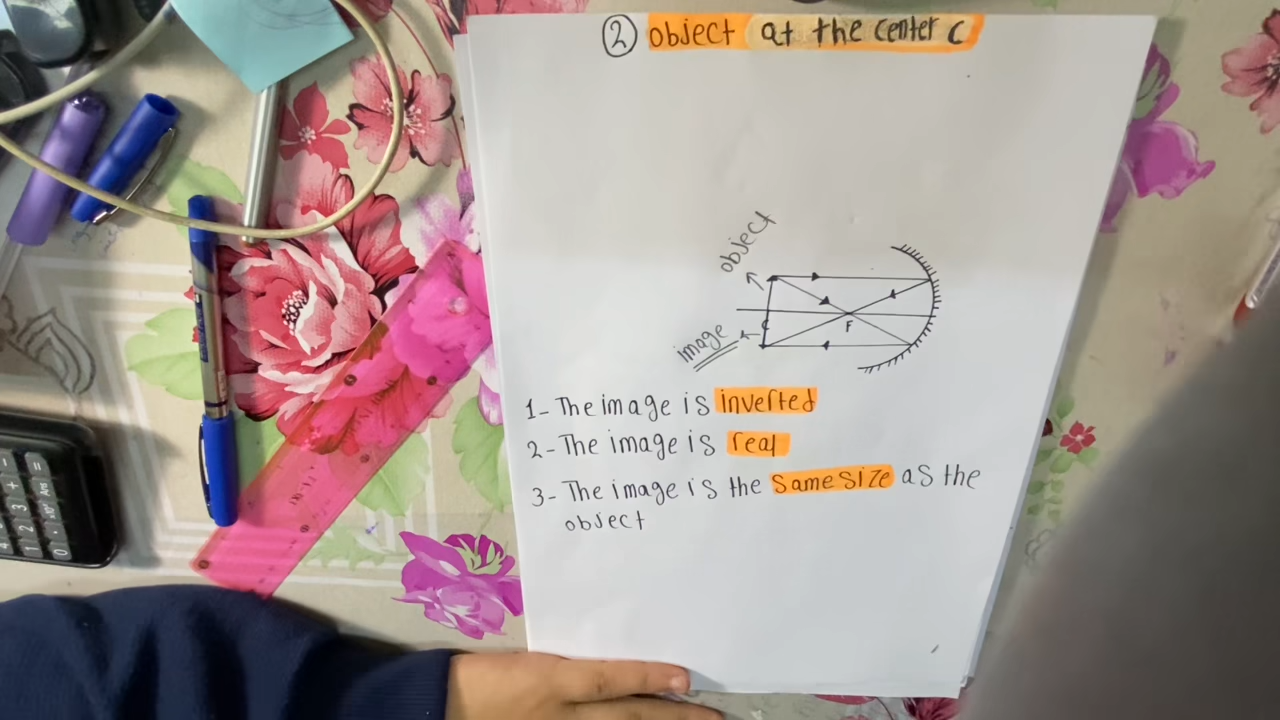 ② object at the center C
object
image
C
F
1- The image is inverted
2- The image is real
3- The image is the same size as the
object